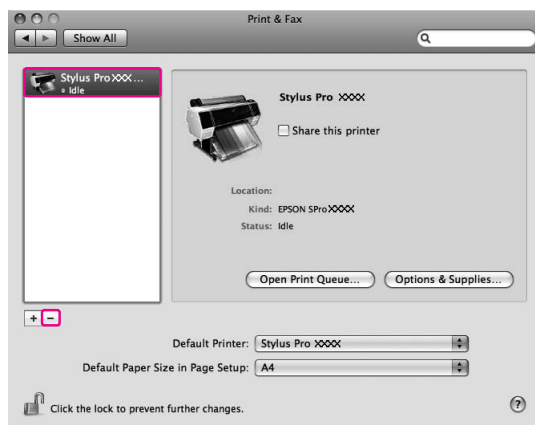 Print & Fax
Show All
Stylus Pro XXX...
Idle
Stylus Pro XXXX
Share this printer
Location:
Kind: EPSON SPro XXXX
Status: Idle
Open Print Queue... Options & Supplies...
+ −
Default Printer: Stylus Pro XXXX
Default Paper Size in Page Setup: A4
Click the lock to prevent further changes. ?